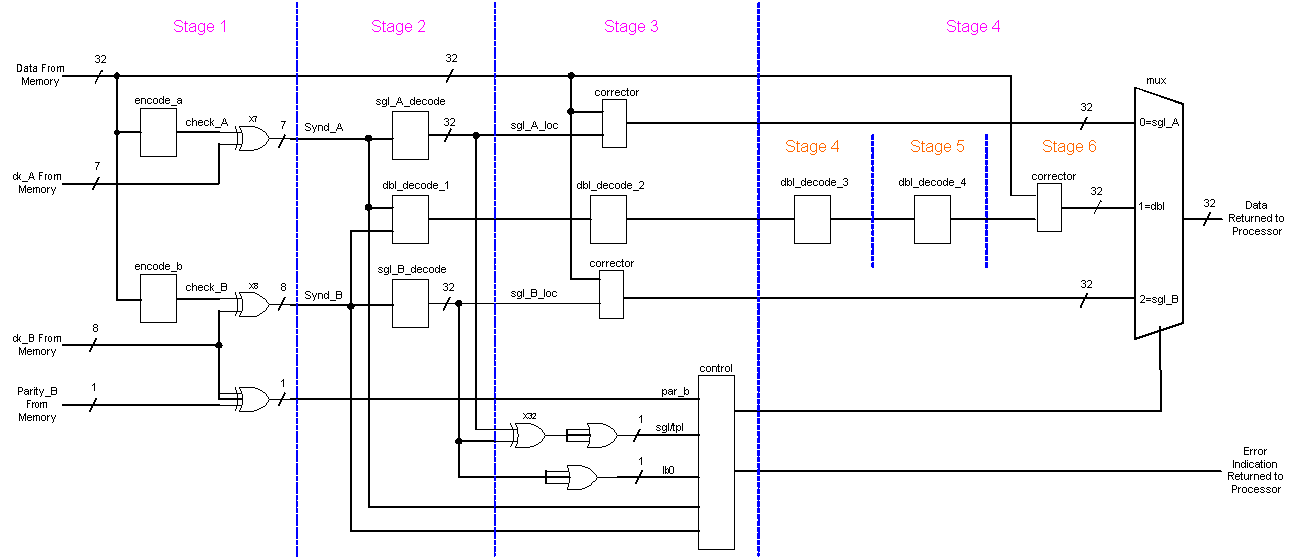 Stage 1
Stage 2
Stage 3
Stage 4
Data From
Memory
32
32
encode_a
check_A
X7
7
Synd_A
sgl_A_decode
32
sgl_A_loc
corrector
32
mux
0=sgl_A
ck_A From
Memory
7
dbl_decode_1
dbl_decode_2
Stage 4
dbl_decode_3
Stage 5
dbl_decode_4
Stage 6
corrector
32
1=dbl
32
Data
Returned to
Processor
encode_b
check_B
X8
8
Synd_B
sgl_B_decode
32
sgl_B_loc
corrector
32
2=sgl_B
ck_B From
Memory
8
Parity_B
From
Memory
1
1
par_b
control
X32
1
sgl/tpl
1
lb0
Error
Indication
Returned to
Processor